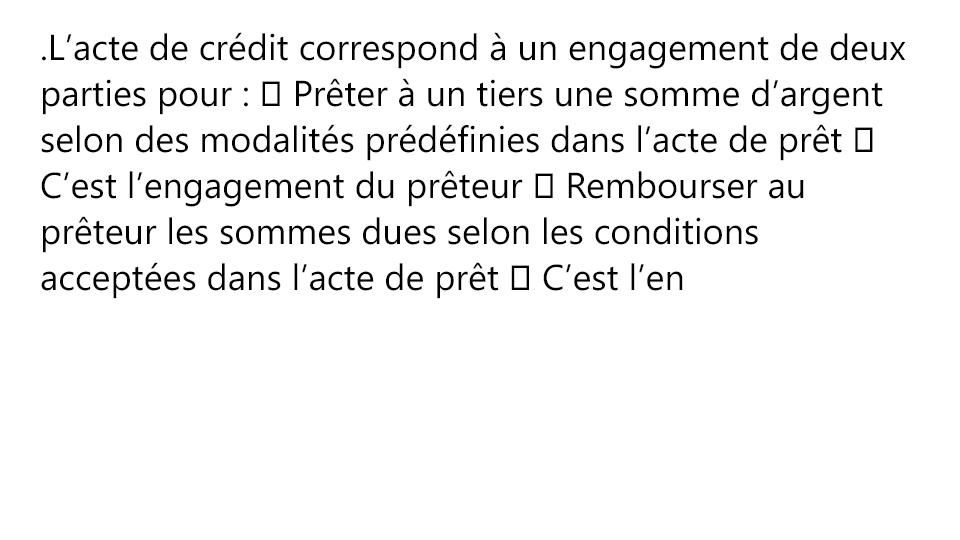 .L’acte de crédit correspond à un engagement de deux
parties pour :  Prêter à un tiers une somme d’argent
selon des modalités prédéfinies dans l’acte de prêt 
C’est l’engagement du prêteur  Rembourser au
prêteur les sommes dues selon les conditions
acceptées dans l’acte de prêt  C’est l’en